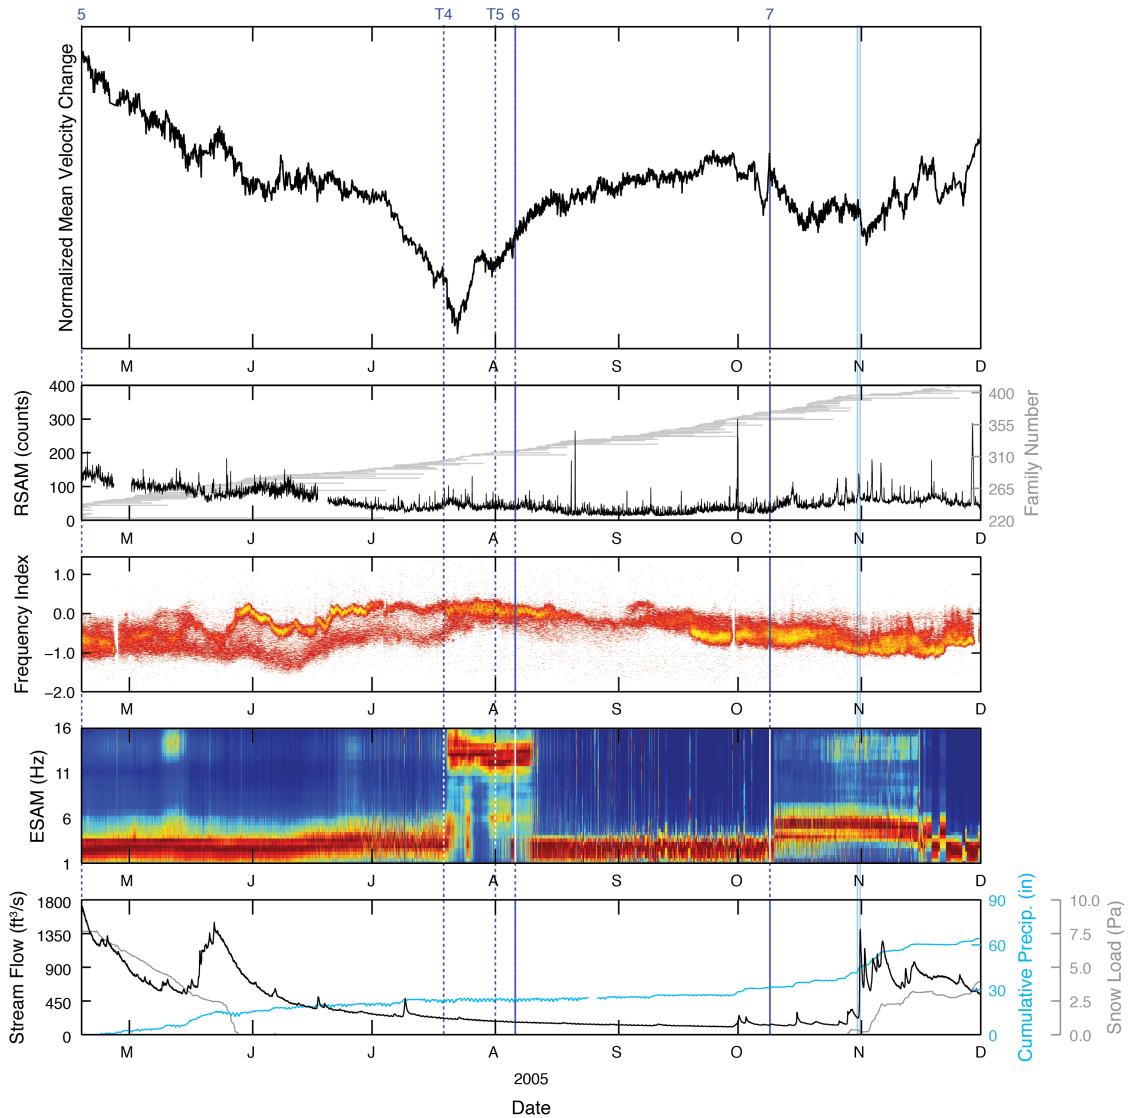 5 T4 T5 6 7
Normalized Mean Velocity Change
M J J A S O N D
RSAM (counts)
400
300
200
100
0
400
355
310
265
220
Family Number
M J J A S O N D
Frequency Index
1.0
0.0
−1.0
−2.0
M J J A S O N D
ESAM (Hz)
16
11
6
1
M J J A S O N D
Stream Flow (ft³/s)
1800
1350
900
450
0
90
60
30
0
Cumulative Precip. (in)
10.0
7.5
5.0
2.5
0.0
Snow Load (Pa)
M J J A S O N D
2005
Date